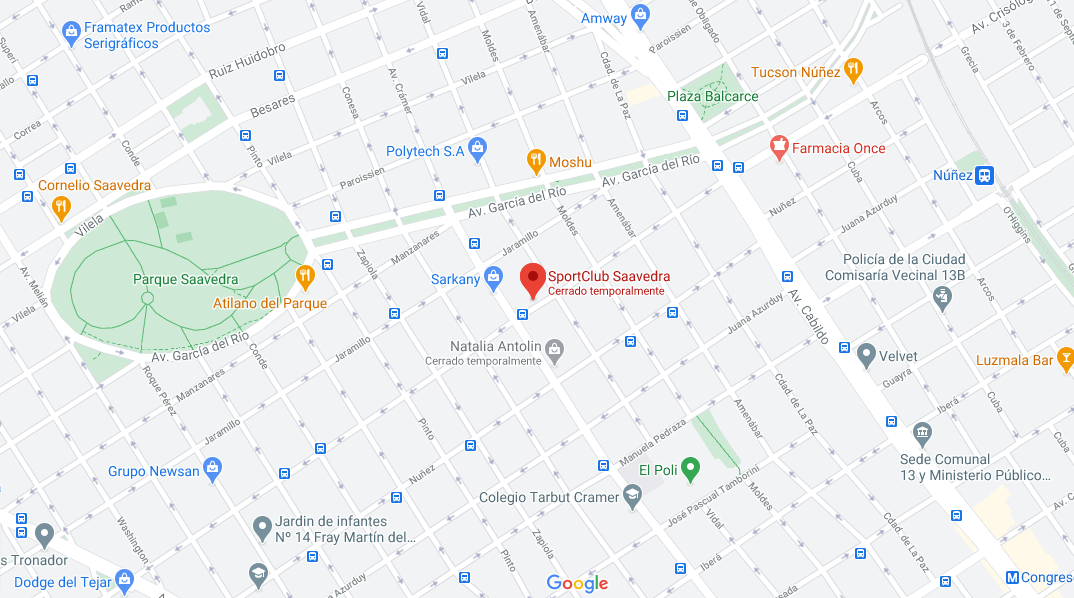 Framatex Productos
Serigráficos
Amway
Av. Crisólogo
Superí
Vidal
Moldes
Amenábar
Cdad. de La Paz
Paroissien
Grecia
3 de Febrero
Ruiz Huidobro
Av. Crámer
Vilela
Tucson Núñez
Conesa
Besares
Plaza Balcarce
Arcos
Correa
Conde
Pinto
Vilela
Polytech S.A
Moshu
Farmacia Once
Av. García del Río
Cuba
Núñez
Cornelio Saavedra
Paroissien
Av. García del Río
Amenábar
Nuñez
Juana Azurduy
O'Higgins
Vilela
Moldes
Manzanares
Jaramillo
Zapiola
Policía de la Ciudad
Comisaría Vecinal 13B
Parque Saavedra
Sarkany
SportClub Saavedra
Cerrado temporalmente
Arcos
Av. Melián
Atilano del Parque
Vilela
Juana Azurduy
Av. Cabildo
Av. García del Río
Conde
Jaramillo
Natalia Antolin
Cerrado temporalmente
Velvet
Luzmala Bar
Roque Pérez
Manzanares
Guayra
Cdad. de La Paz
Iberá
Cuba
Amenábar
Jaramillo
Pinto
Manuela Pedraza
Cuba
Sede Comunal
13 y Ministerio Público...
Grupo Newsan
Nuñez
El Poli
José Pascual Tamborini
Moldes
Colegio Tarbut Cramer
Vidal
Jardin de infantes
Nº 14 Fray Martín del...
Washington
Cdad. de La Paz
s Tronador
Pinto
Zapiola
Iberá
Juana Azurduy
Dodge del Tejar
Google
M Congres